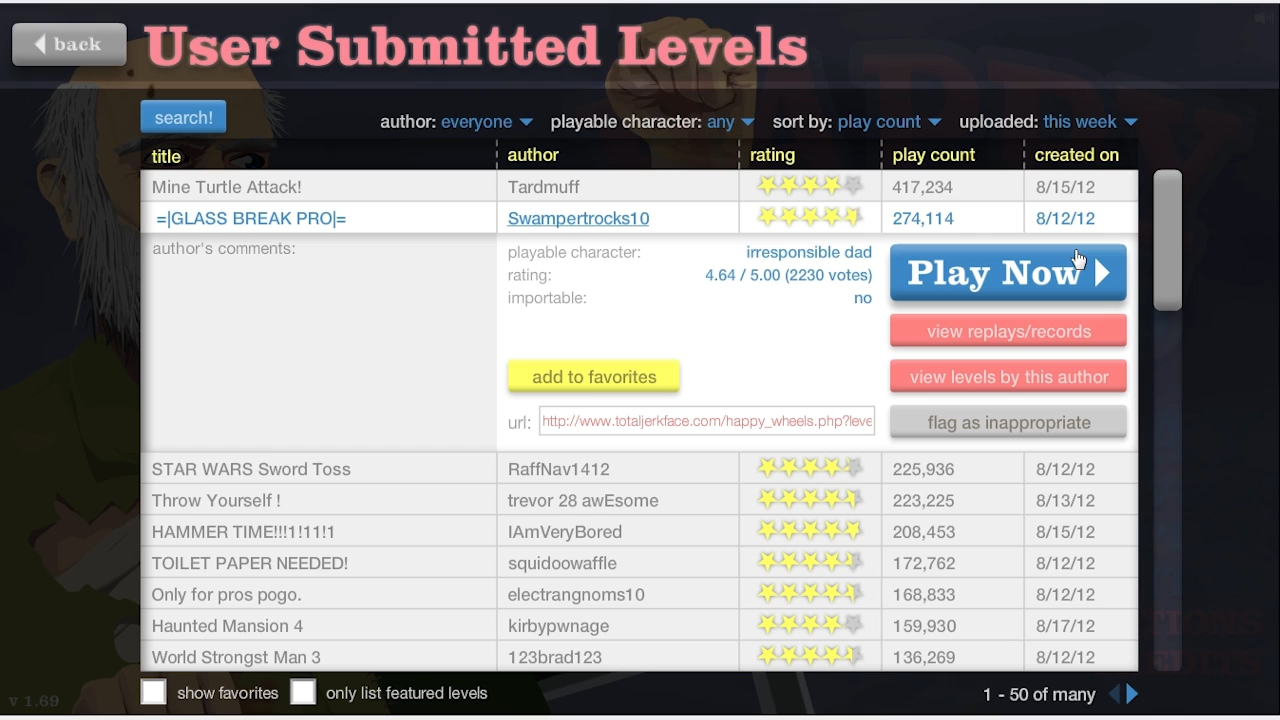 back
User Submitted Levels
search!
author: everyone
playable character: any
sort by: play count
uploaded: this week
title author rating play count created on
Mine Turtle Attack! Tardmuff 417,234 8/15/12
=|GLASS BREAK PRO|= Swampertrocks10 274,114 8/12/12
author's comments:
playable character: irresponsible dad
rating: 4.64 / 5.00 (2230 votes)
importable: no
Play Now
view replays/records
add to favorites
view levels by this author
url: http://www.totaljerkface.com/happy_wheels.php?leve
flag as inappropriate
STAR WARS Sword Toss RaffNav1412 225,936 8/12/12
Throw Yourself ! trevor 28 awEsome 223,225 8/13/12
HAMMER TIME!!!1!11!1 IAmVeryBored 208,453 8/15/12
TOILET PAPER NEEDED! squidoowaffle 172,762 8/12/12
Only for pros pogo. electrangnoms10 168,833 8/12/12
Haunted Mansion 4 kirbypwnage 159,930 8/17/12
World Strongst Man 3 123brad123 136,269 8/12/12
show favorites
only list featured levels
1 - 50 of many
v 1.69